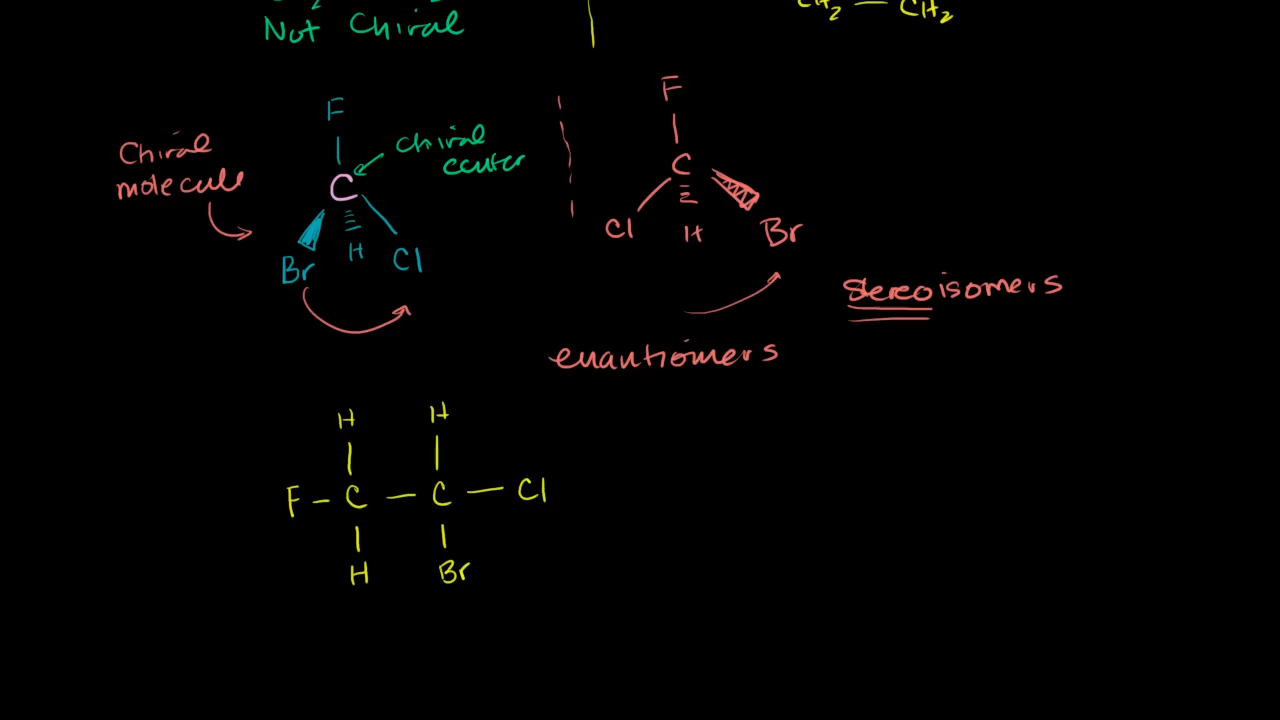 Not Chiral
CH2 — CH2
Chiral
molecule
F
C
Br H Cl
chiral
center
F
C
Cl H Br
stereoisomers
enantiomers
H H
F – C — C — Cl
H Br